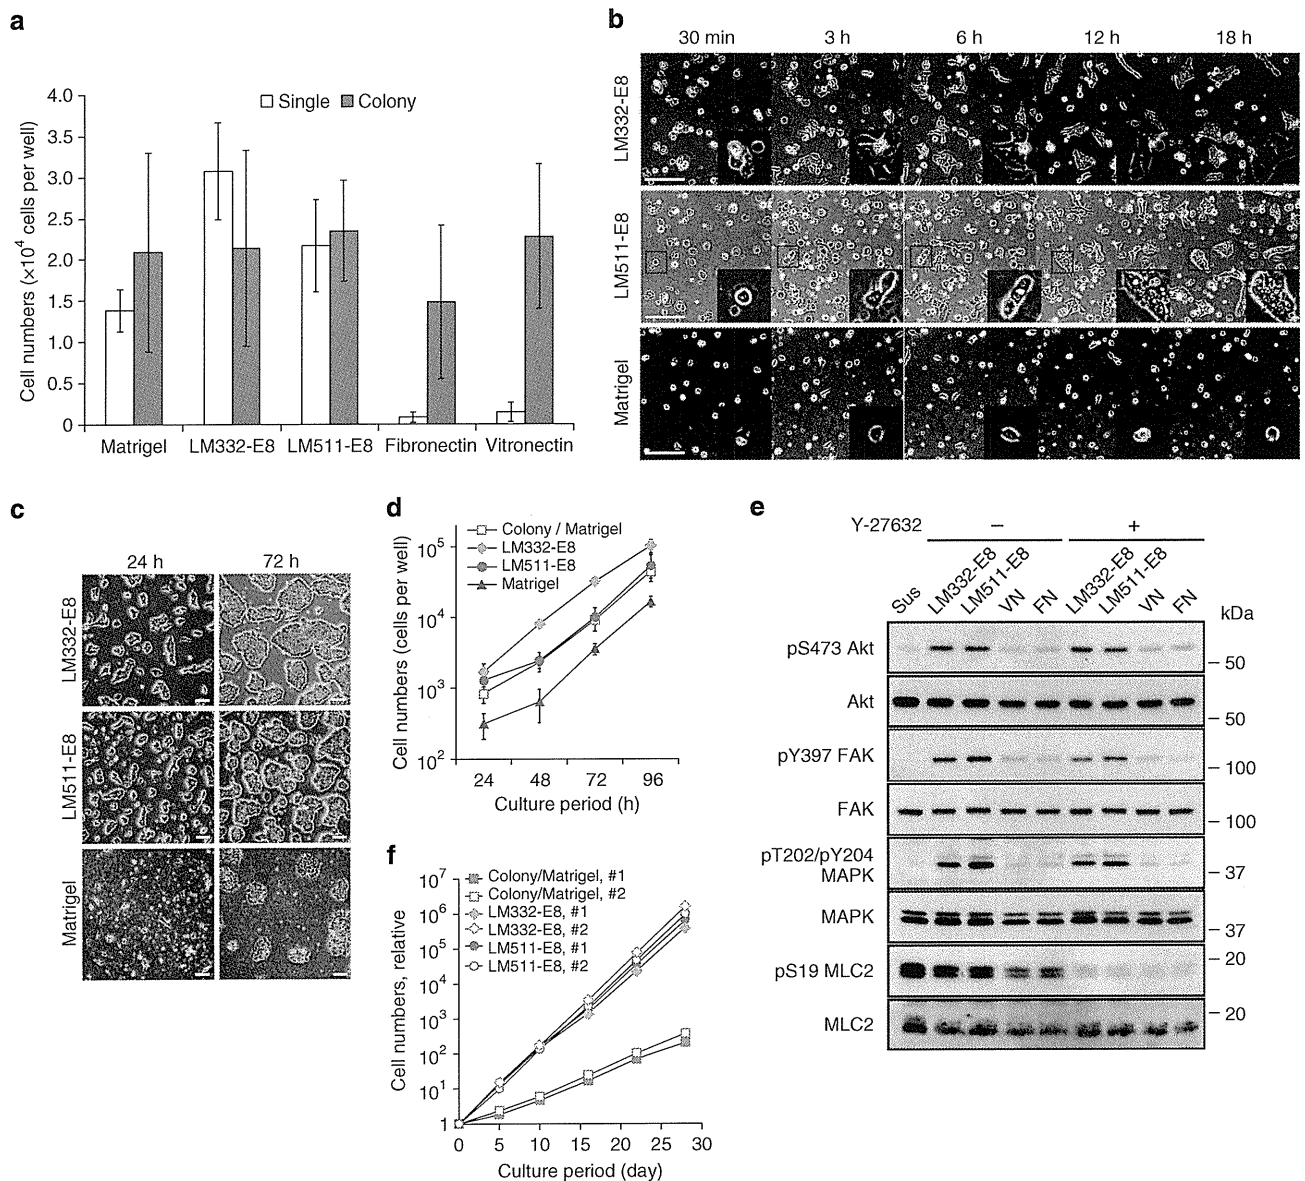 a
Cell numbers (×10⁴ cells per well)
4.0
3.5
3.0
2.5
2.0
1.5
1.0
0.5
0
Single Colony
Matrigel LM332-E8 LM511-E8 Fibronectin Vitronectin
b
30 min 3 h 6 h 12 h 18 h
LM332-E8
LM511-E8
Matrigel
c
24 h 72 h
LM332-E8
LM511-E8
Matrigel
d
Cell numbers (cells per well)
10⁵
10⁴
10³
10²
Colony / Matrigel
LM332-E8
LM511-E8
Matrigel
24 48 72 96
Culture period (h)
e
Y-27632 – +
Sus LM332-E8 LM511-E8 VN FN LM332-E8 LM511-E8 VN FN
kDa
pS473 Akt
50
Akt
50
pY397 FAK
100
FAK
100
pT202/pY204
MAPK
37
MAPK
37
pS19 MLC2
20
MLC2
20
f
Cell numbers, relative
10⁷
10⁶
10⁵
10⁴
10³
10²
10¹
1
Colony/Matrigel, #1
Colony/Matrigel, #2
LM332-E8, #1
LM332-E8, #2
LM511-E8, #1
LM511-E8, #2
0 5 10 15 20 25 30
Culture period (day)